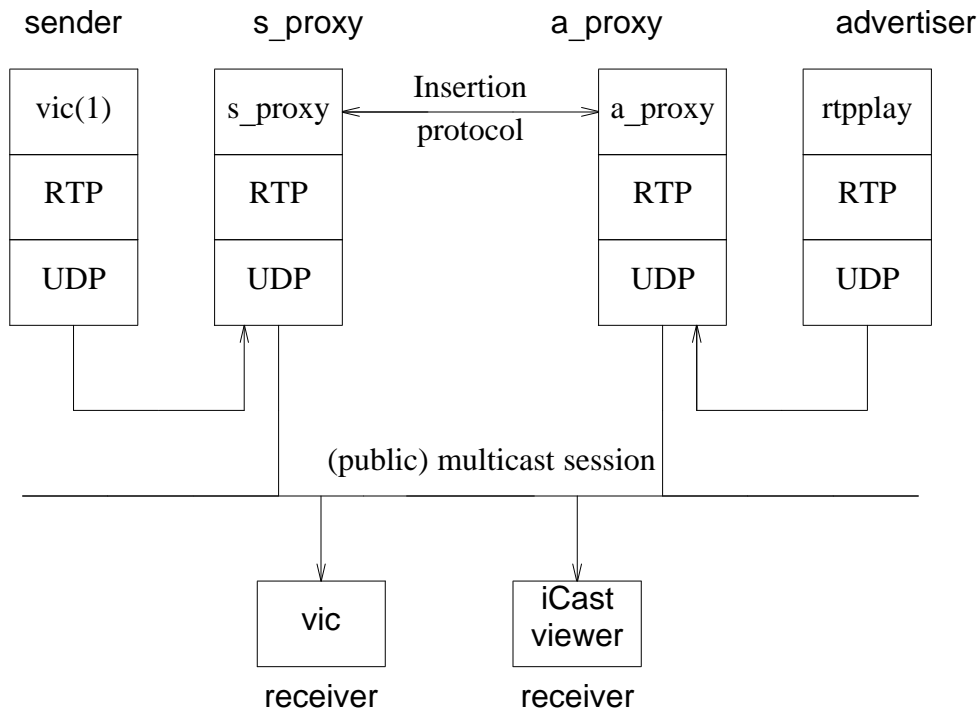 sender s_proxy a_proxy advertiser
vic(1) s_proxy Insertion protocol a_proxy rtpplay
RTP RTP RTP RTP
UDP UDP UDP UDP
(public) multicast session
vic iCast viewer
receiver receiver